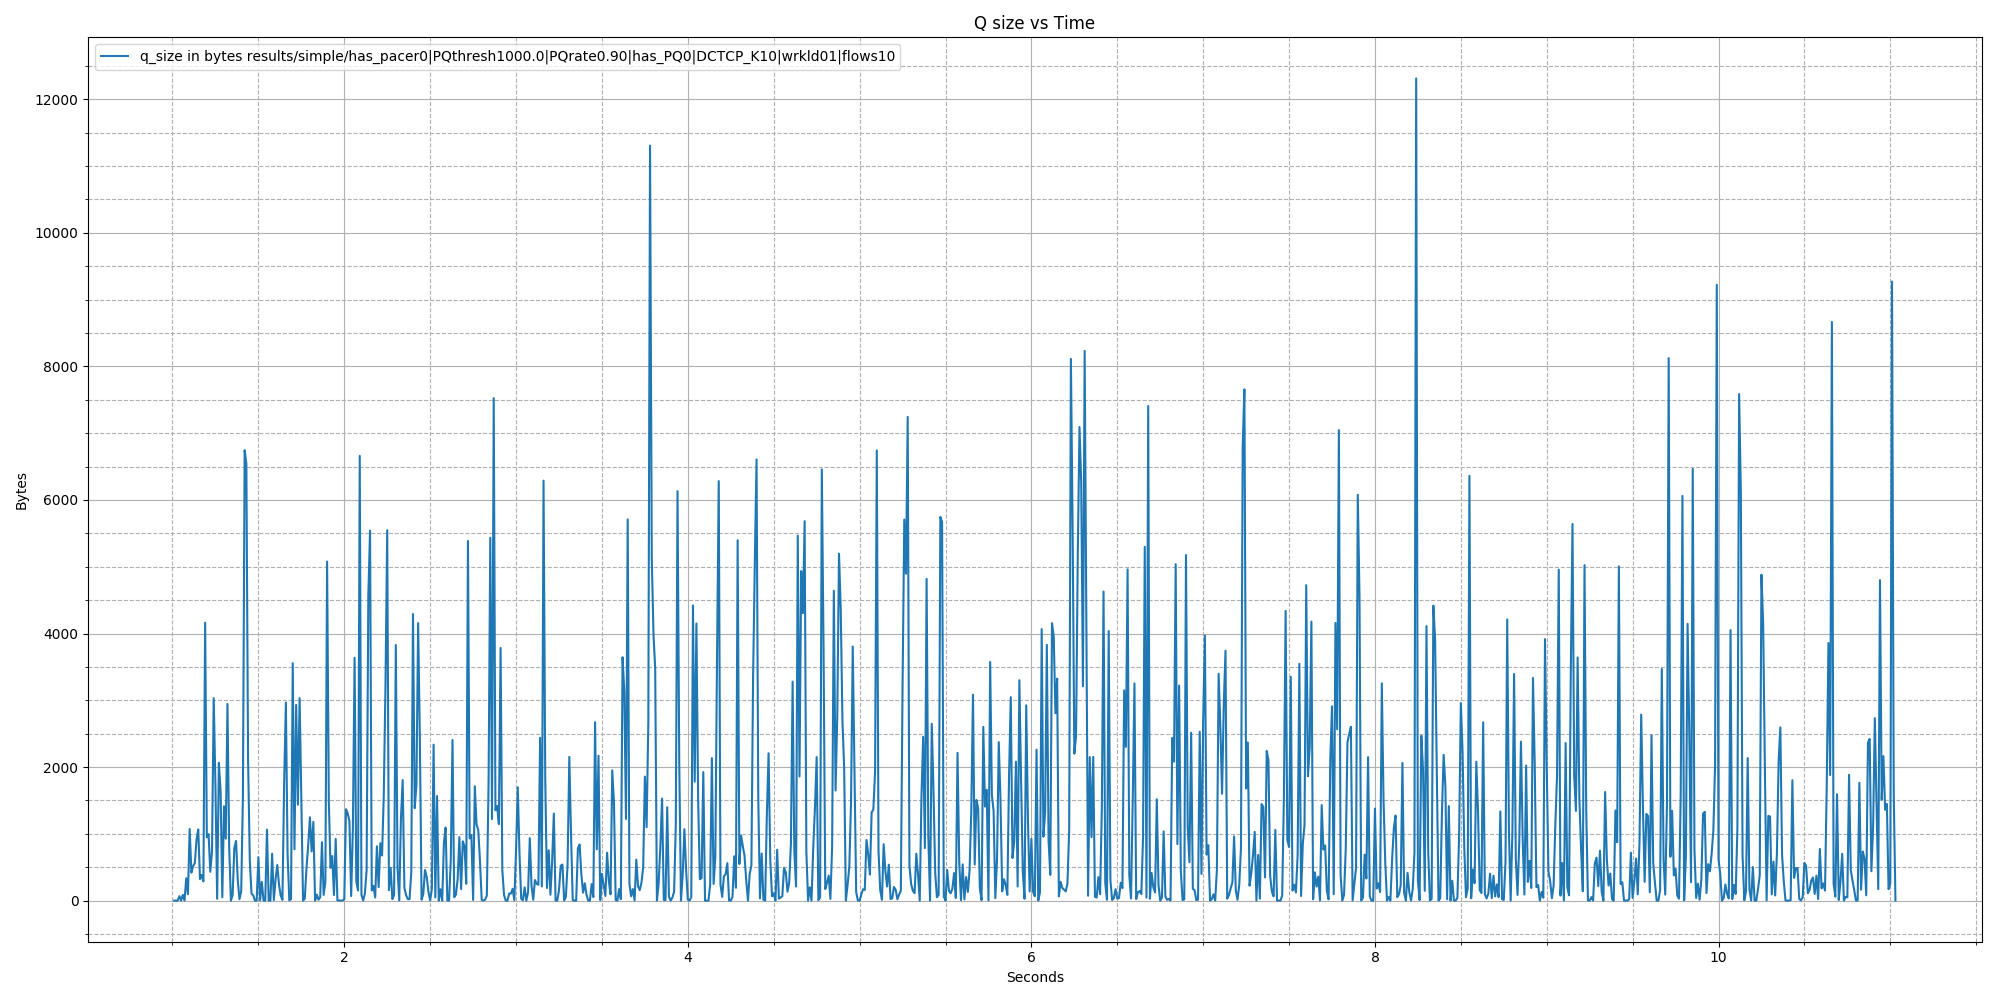 Q size vs Time
q_size in bytes results/simple/has_pacer0|PQthresh1000.0|PQrate0.90|has_PQ0|DCTCP_K10|wrkld01|flows10
12000
10000
8000
6000
4000
2000
0
Bytes
2 4 6 8 10
Seconds